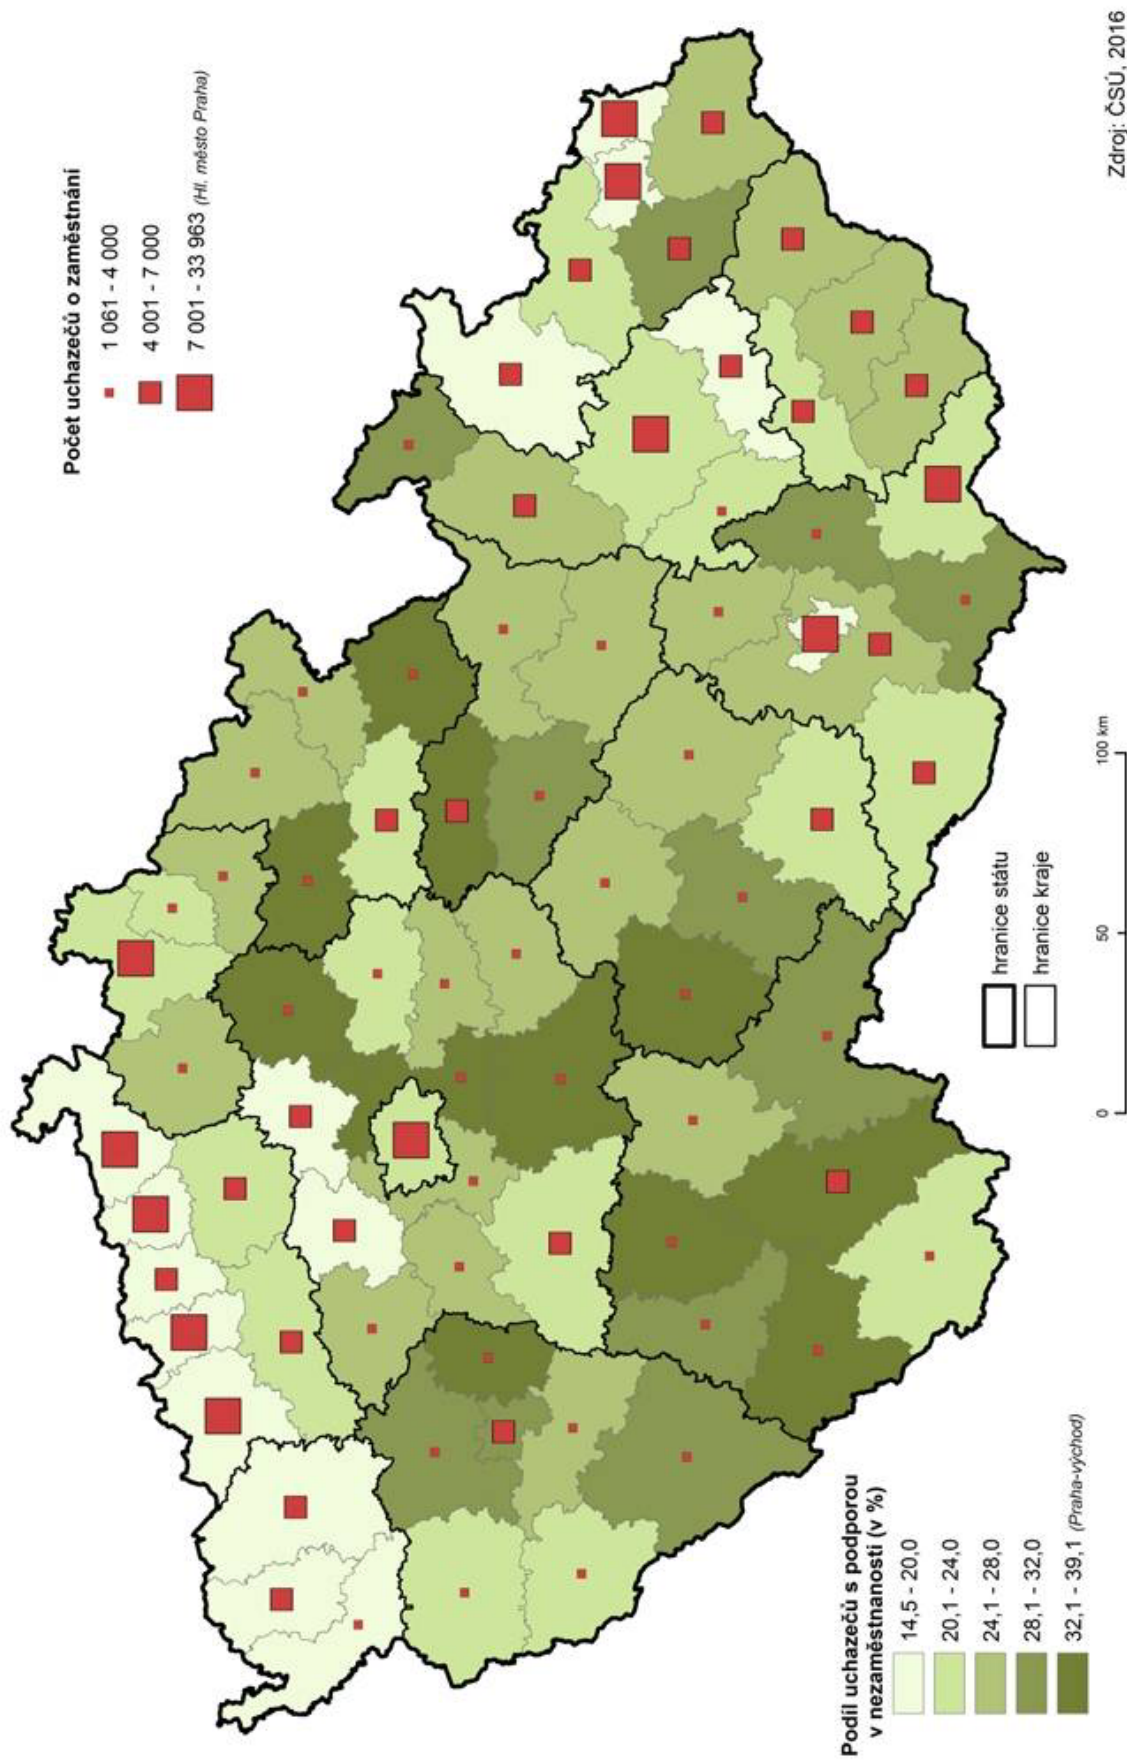 Počet uchazečů o zaměstnání
1 061 - 4 000
4 001 - 7 000
7 001 - 33 963 (Hl. město Praha)
Podíl uchazečů s podporou
v nezaměstnanosti (v %)
14,5 - 20,0
20,1 - 24,0
24,1 - 28,0
28,1 - 32,0
32,1 - 39,1 (Praha-východ)
hranice státu
hranice kraje
0 50 100 km
Zdroj: ČSÚ, 2016